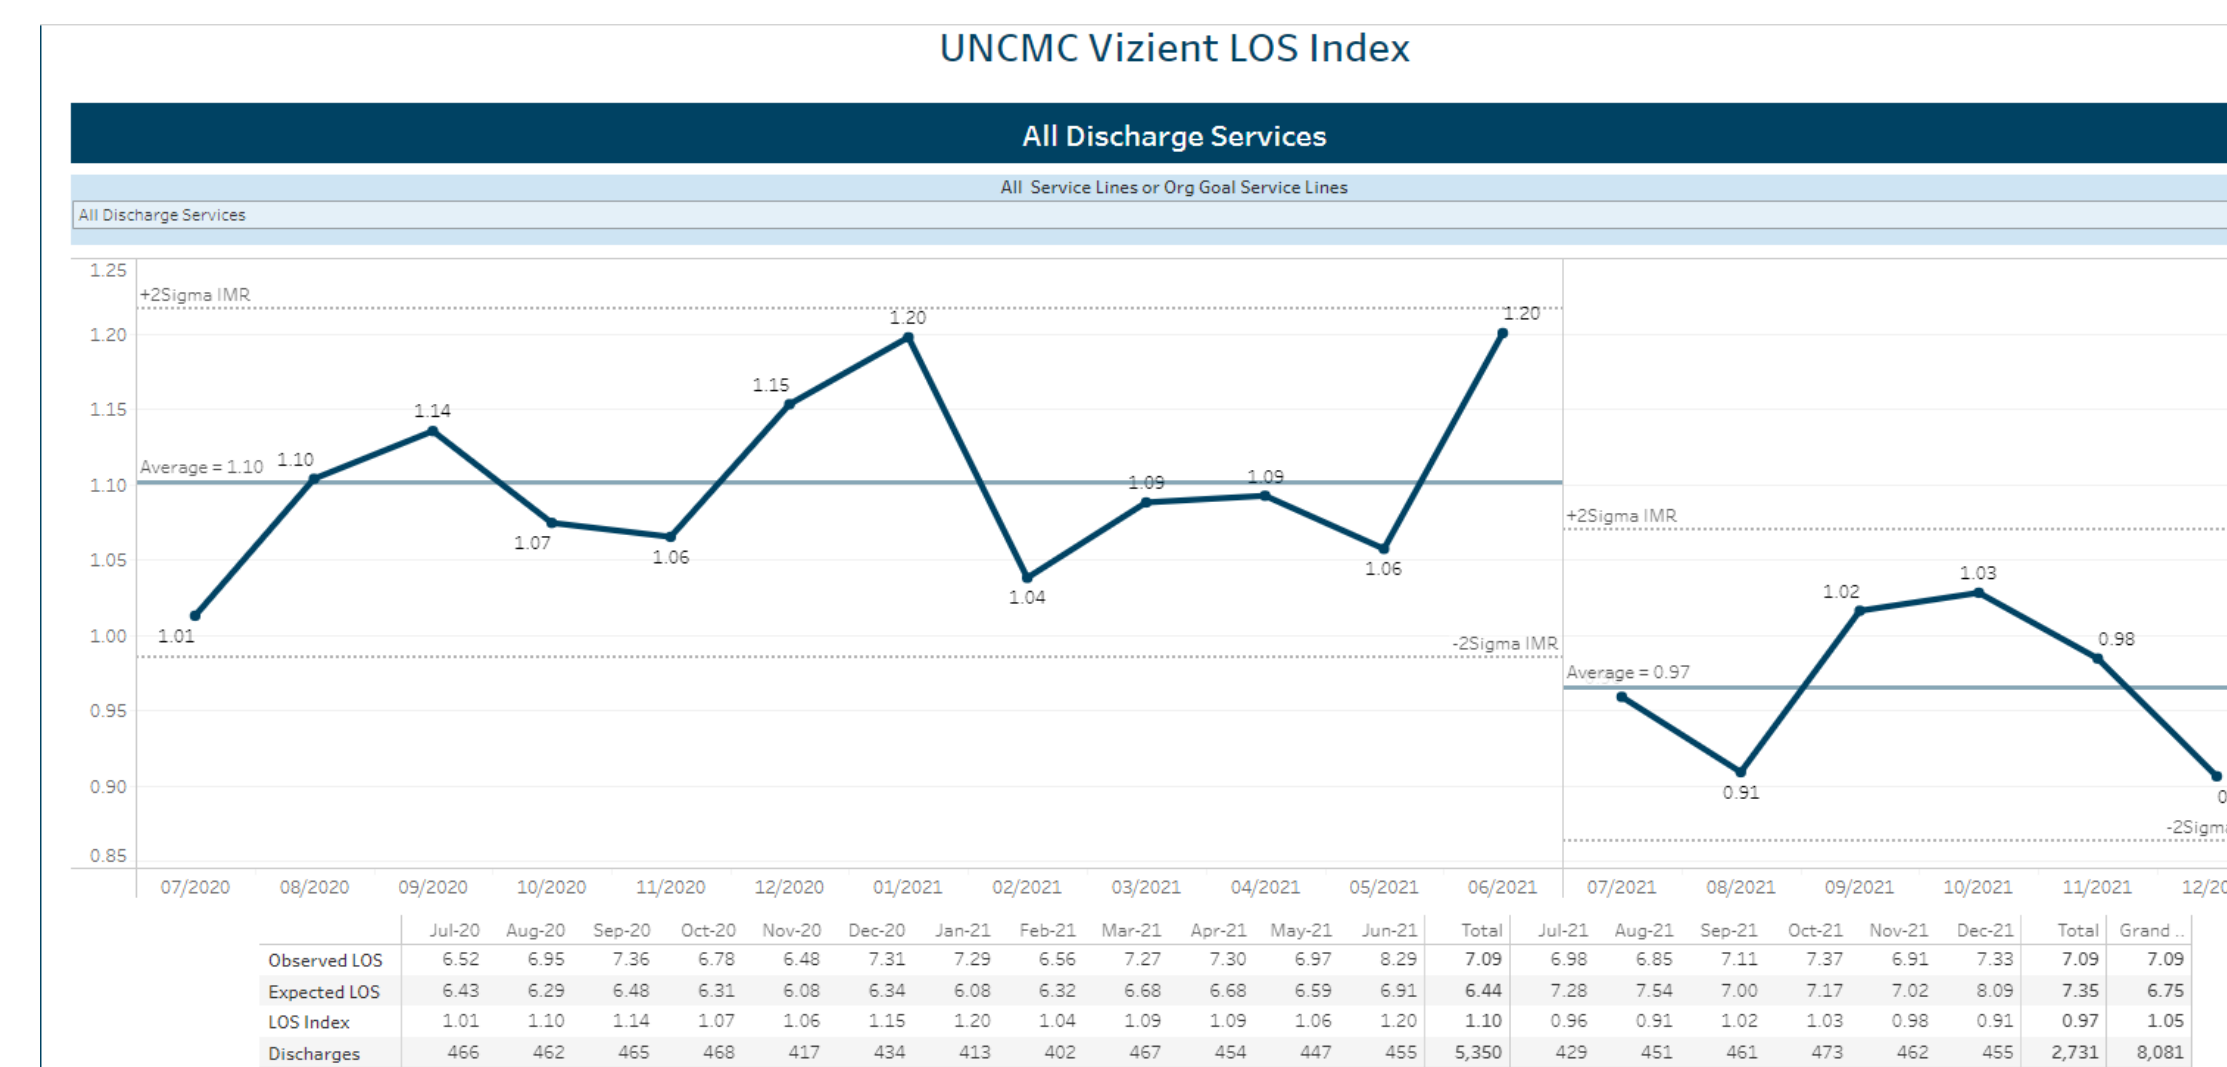 UNCMC Vizient LOS Index
All Discharge Services
All Service Lines or Org Goal Service Lines
All Discharge Services
1.25
+2Sigma IMR
1.20
1.20
1.20
1.15
1.15
1.14
Average = 1.10
1.10
1.10
1.09
1.09
1.07
1.06
1.05
1.06
1.04
1.00
1.01
-2Sigma IMR
0.95
0.90
0.85
+2Sigma IMR
1.02
1.03
0.98
Average = 0.97
0.91
0
-2Sigma
07/2020 08/2020 09/2020 10/2020 11/2020 12/2020 01/2021 02/2021 03/2021 04/2021 05/2021 06/2021 07/2021 08/2021 09/2021 10/2021 11/2021 12/20
Jul-20 Aug-20 Sep-20 Oct-20 Nov-20 Dec-20 Jan-21 Feb-21 Mar-21 Apr-21 May-21 Jun-21 Total Jul-21 Aug-21 Sep-21 Oct-21 Nov-21 Dec-21 Total Grand ..
Observed LOS 6.52 6.95 7.36 6.78 6.48 7.31 7.29 6.56 7.27 7.30 6.97 8.29 7.09 6.98 6.85 7.11 7.37 6.91 7.33 7.09 7.09
Expected LOS 6.43 6.29 6.48 6.31 6.08 6.34 6.08 6.32 6.68 6.68 6.59 6.91 6.44 7.28 7.54 7.00 7.17 7.02 8.09 7.35 6.75
LOS Index 1.01 1.10 1.14 1.07 1.06 1.15 1.20 1.04 1.09 1.09 1.06 1.20 1.10 0.96 0.91 1.02 1.03 0.98 0.91 0.97 1.05
Discharges 466 462 465 468 417 434 413 402 467 454 447 455 5,350 429 451 461 473 462 455 2,731 8,081